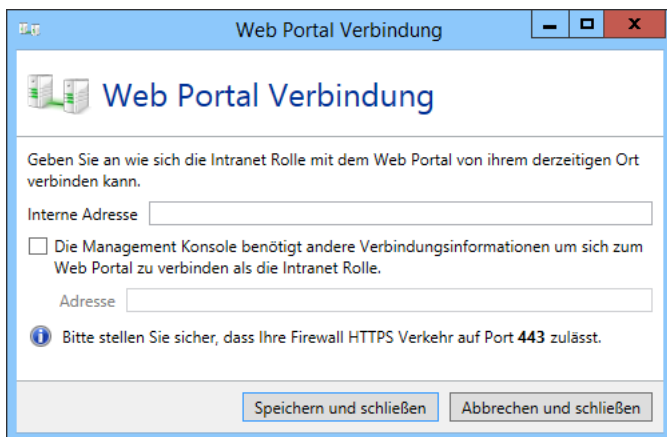 Web Portal Verbindung
Web Portal Verbindung
Geben Sie an wie sich die Intranet Rolle mit dem Web Portal von ihrem derzeitigen Ort
verbinden kann.
Interne Adresse
Die Management Konsole benötigt andere Verbindungsinformationen um sich zum
Web Portal zu verbinden als die Intranet Rolle.
Adresse
Bitte stellen Sie sicher, dass Ihre Firewall HTTPS Verkehr auf Port 443 zulässt.
Speichern und schließen Abbrechen und schließen